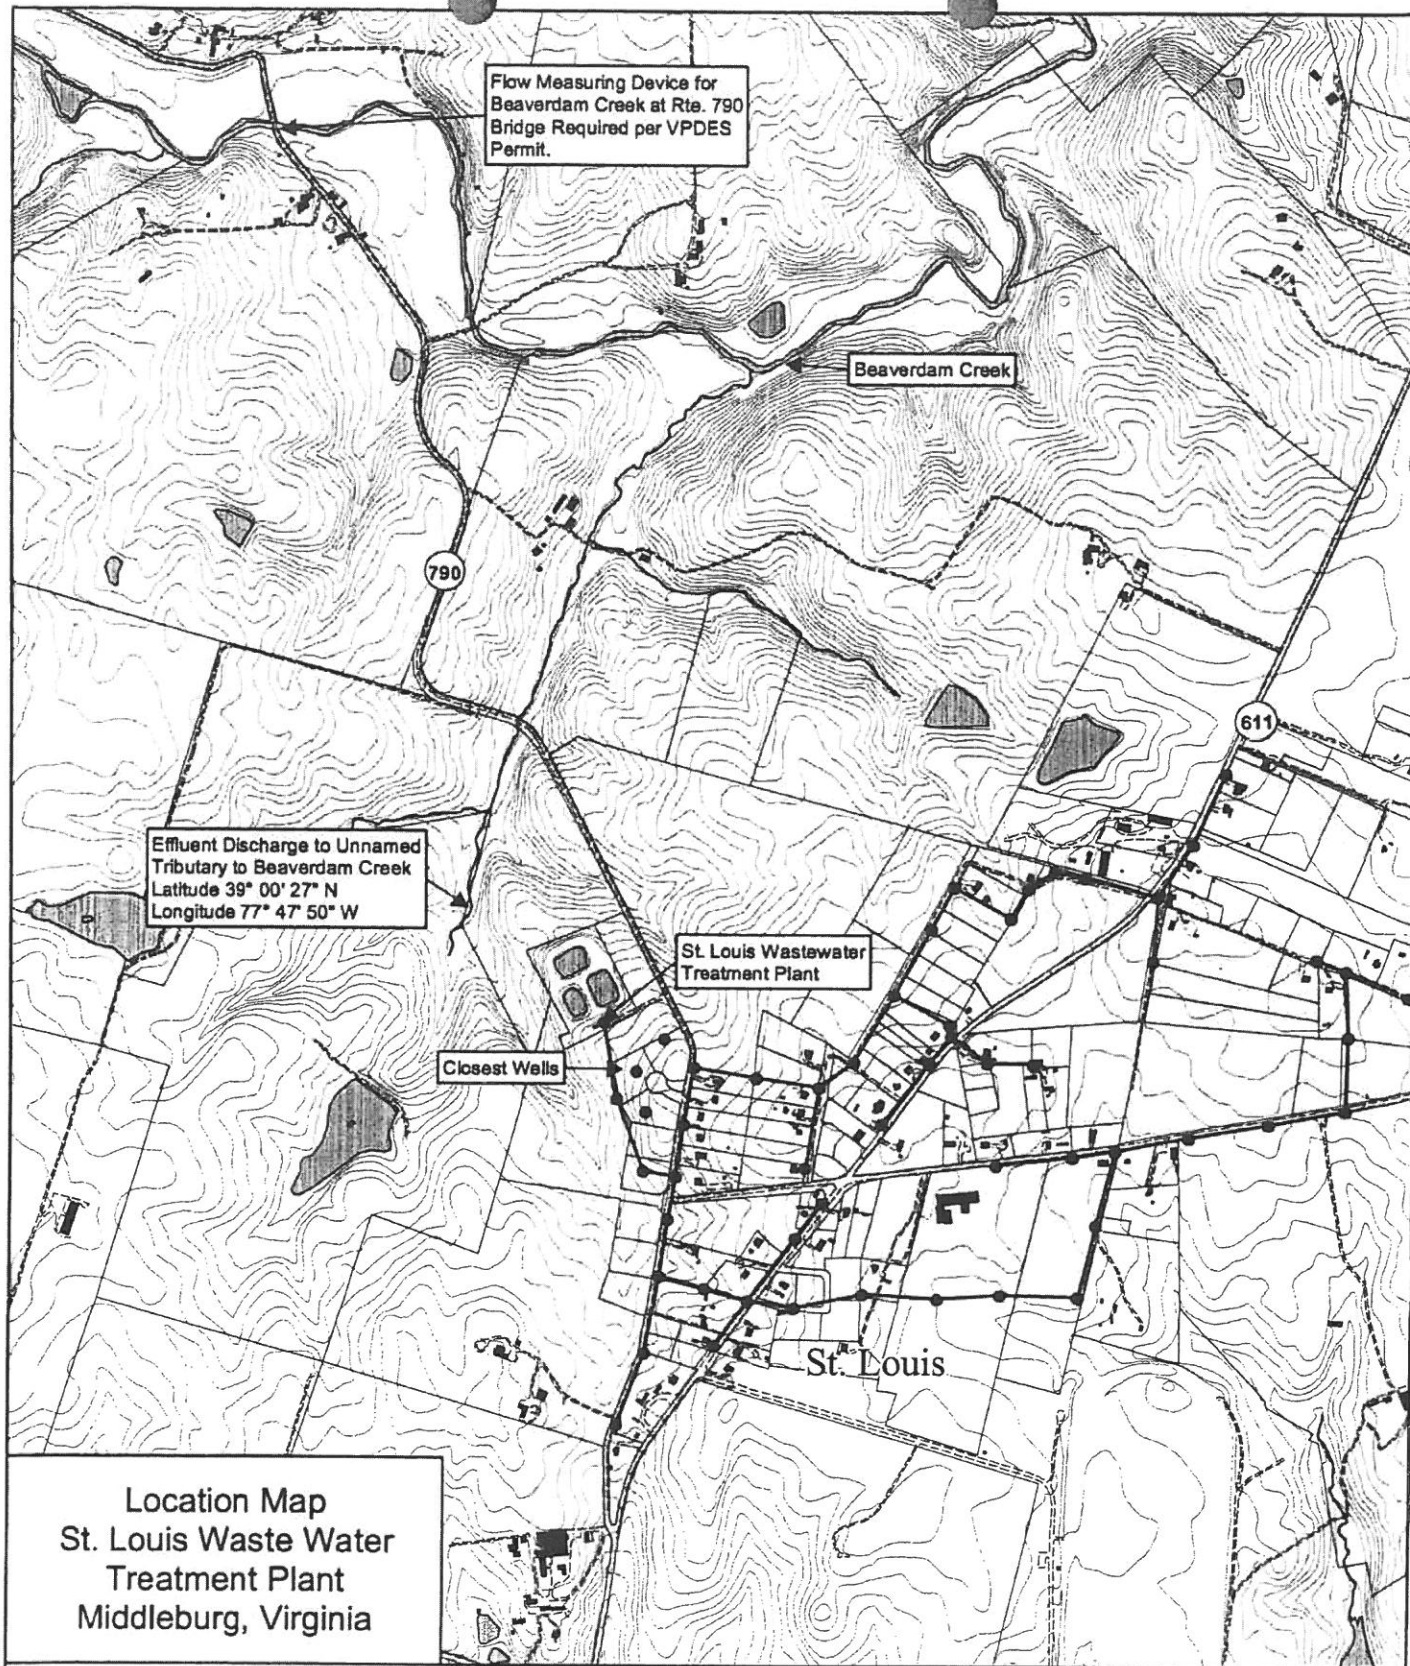 Flow Measuring Device for
Beaverdam Creek at Rte. 790
Bridge Required per VPDES
Permit.
Beaverdam Creek
790
611
Effluent Discharge to Unnamed
Tributary to Beaverdam Creek
Latitude 39° 00' 27" N
Longitude 77° 47' 50" W
St. Louis Wastewater
Treatment Plant
Closest Wells
St. Louis
Location Map
St. Louis Waste Water
Treatment Plant
Middleburg, Virginia